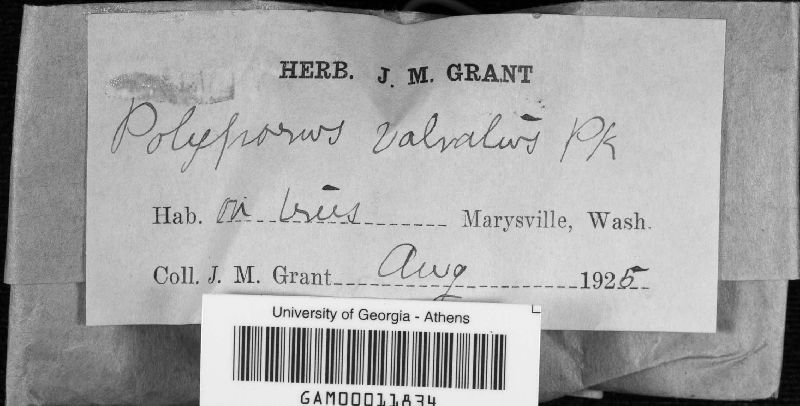 HERB. J. M. GRANT
Polyporus volvatus Pk
Hab. on trees Marysville, Wash.
Coll. J. M. Grant Aug 1925
University of Georgia - Athens
GAM00011834